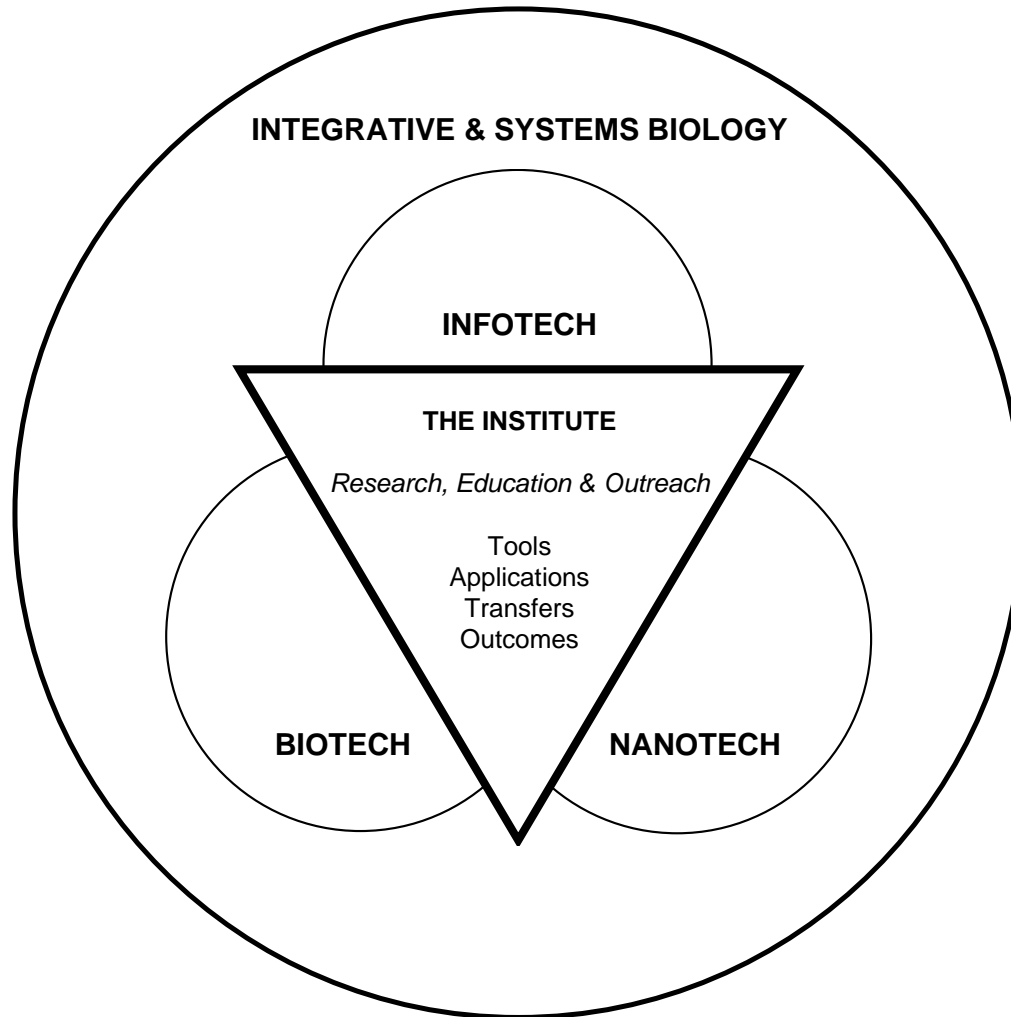 INTEGRATIVE & SYSTEMS BIOLOGY
INFOTECH
THE INSTITUTE
Research, Education & Outreach
Tools
Applications
Transfers
Outcomes
BIOTECH
NANOTECH